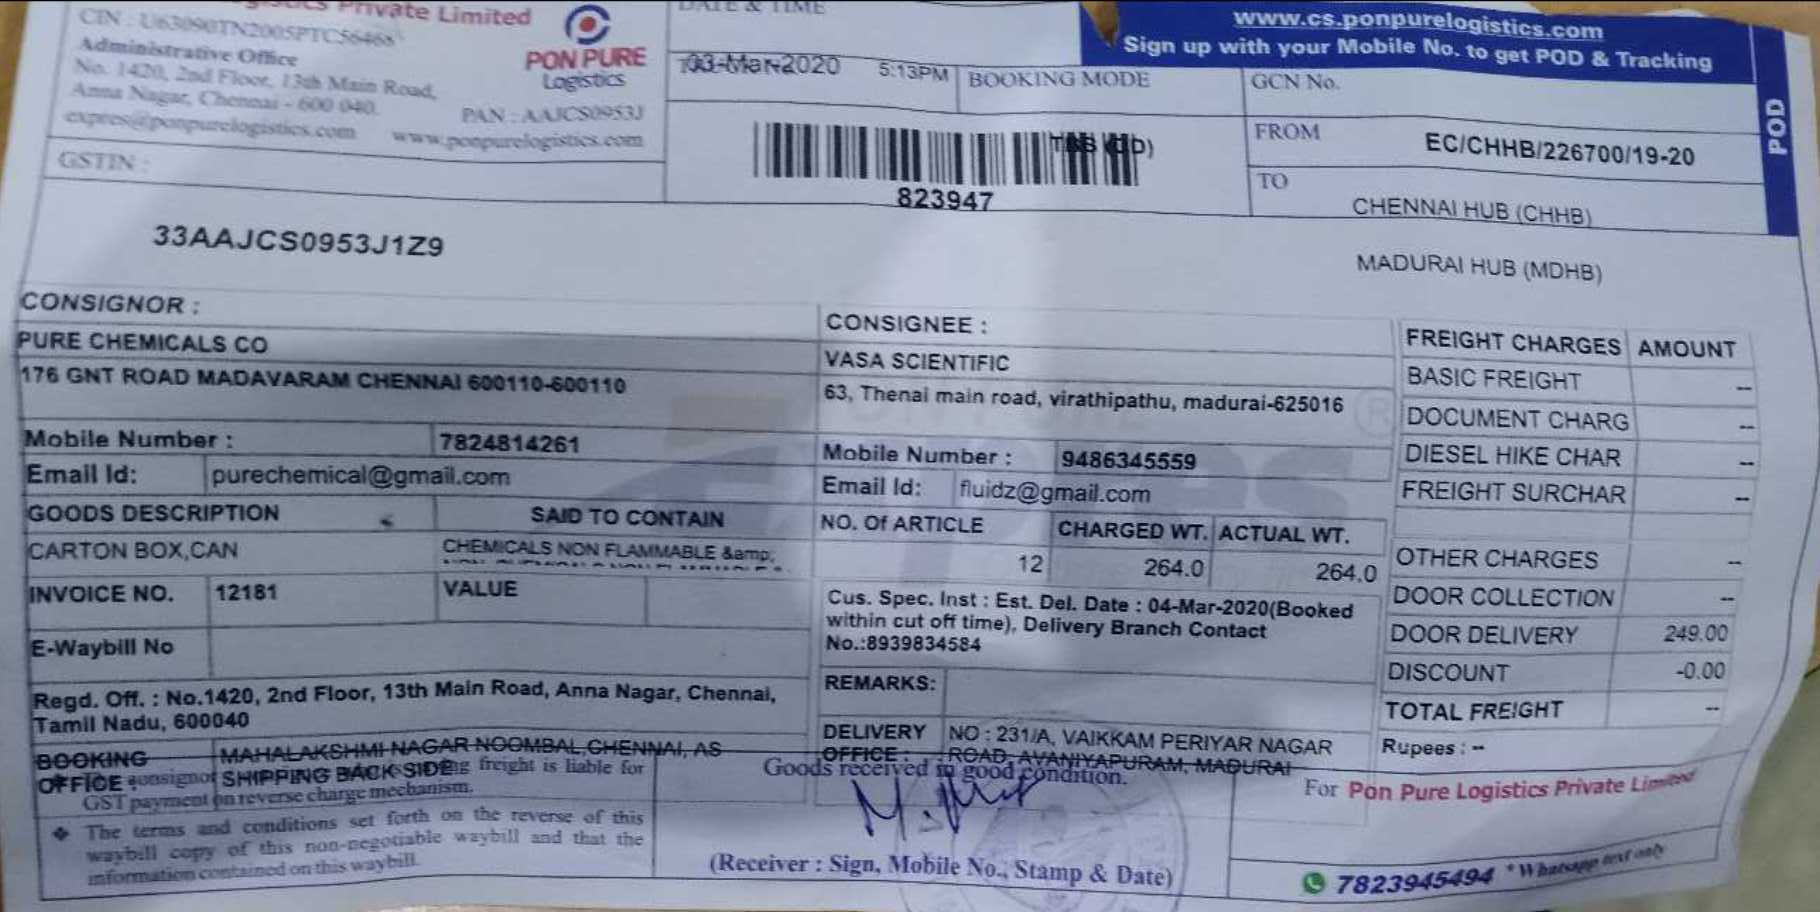 Logistics Private Limited
CIN : U63090TN2005PTC56468
Administrative Office
No. 1420, 2nd Floor, 13th Main Road,
Anna Nagar, Chennai - 600 040.
PAN : AAJCS0953J
expres@ponpurelogistics.com www.ponpurelogistics.com
PON PURE
Logistics
GSTIN :
33AAJCS0953J1Z9
DATE & TIME
03-Mar-2020 5:13PM
BOOKING MODE
823947
www.cs.ponpurelogistics.com
Sign up with your Mobile No. to get POD & Tracking
POD
GCN No.
FROM
EC/CHHB/226700/19-20
TO
CHENNAI HUB (CHHB)
MADURAI HUB (MDHB)
CONSIGNOR :
PURE CHEMICALS CO
176 GNT ROAD MADAVARAM CHENNAI 600110-600110
Mobile Number : 7824814261
Email Id: purechemical@gmail.com
GOODS DESCRIPTION SAID TO CONTAIN
CARTON BOX,CAN CHEMICALS NON FLAMMABLE &amp;
INVOICE NO. 12181 VALUE
E-Waybill No
Regd. Off. : No.1420, 2nd Floor, 13th Main Road, Anna Nagar, Chennai,
Tamil Nadu, 600040
BOOKING MAHALAKSHMI NAGAR NOOMBAL,CHENNAI, AS
OFFICE : SHIPPING BACK SIDE
consignor freight is liable for
GST payment on reverse charge mechanism.
The terms and conditions set forth on the reverse of this
waybill copy of this non-negotiable waybill and that the
information contained on this waybill.
CONSIGNEE :
VASA SCIENTIFIC
63, Thenai main road, virathipathu, madurai-625016
Mobile Number : 9486345559
Email Id: fluidz@gmail.com
NO. Of ARTICLE CHARGED WT. ACTUAL WT.
12 264.0 264.0
Cus. Spec. Inst : Est. Del. Date : 04-Mar-2020(Booked
within cut off time), Delivery Branch Contact
No.:8939834584
REMARKS:
DELIVERY NO : 231/A, VAIKKAM PERIYAR NAGAR
OFFICE : ROAD, AVANIYAPURAM, MADURAI
Goods received in good condition.
(Receiver : Sign, Mobile No., Stamp & Date)
FREIGHT CHARGES AMOUNT
BASIC FREIGHT --
DOCUMENT CHARG --
DIESEL HIKE CHAR --
FREIGHT SURCHAR --
OTHER CHARGES --
DOOR COLLECTION --
DOOR DELIVERY 249.00
DISCOUNT -0.00
TOTAL FREIGHT --
Rupees : --
For Pon Pure Logistics Private Limited
7823945494 * Whatsapp text only